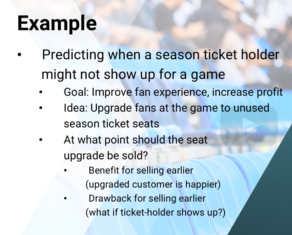 Example
• Predicting when a season ticket holder
might not show up for a game
• Goal: Improve fan experience, increase profit
• Idea: Upgrade fans at the game to unused
season ticket seats
• At what point should the seat
upgrade be sold?
• Benefit for selling earlier
(upgraded customer is happier)
• Drawback for selling earlier
(what if ticket-holder shows up?)